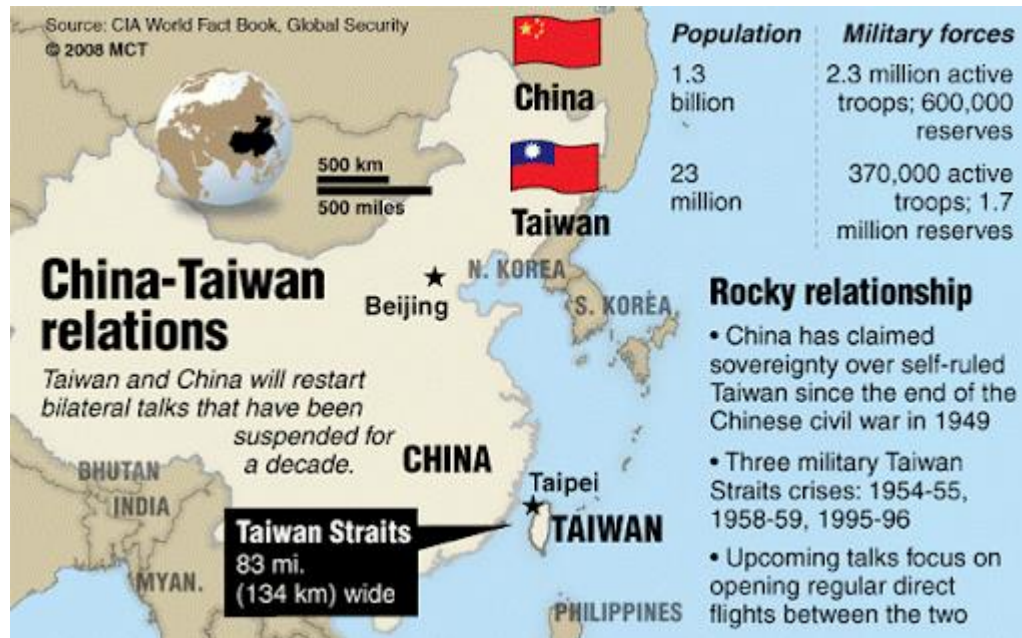 Source: CIA World Fact Book, Global Security
© 2008 MCT
500 km
500 miles
China
Taiwan
Population
Military forces
1.3
billion
2.3 million active
troops; 600,000
reserves
23
million
370,000 active
troops; 1.7
million reserves
China-Taiwan
relations
Taiwan and China will restart
bilateral talks that have been
suspended for
a decade.
Beijing
N. KOREA
S. KOREA
CHINA
Taipei
TAIWAN
BHUTAN
INDIA
MYAN.
PHILIPPINES
Taiwan Straits
83 mi.
(134 km) wide
Rocky relationship
• China has claimed
sovereignty over self-ruled
Taiwan since the end of the
Chinese civil war in 1949
• Three military Taiwan
Straits crises: 1954-55,
1958-59, 1995-96
• Upcoming talks focus on
opening regular direct
flights between the two